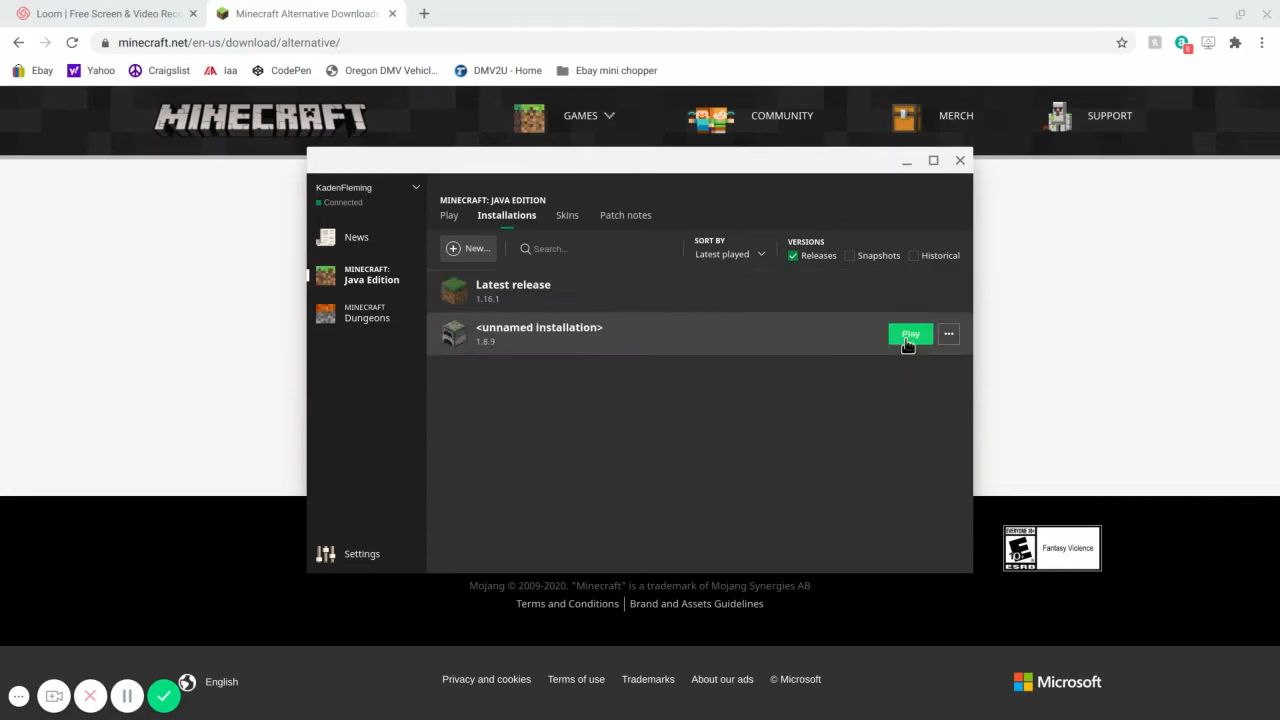 Loom | Free Screen & Video Rec
Minecraft Alternative Downloads
minecraft.net/en-us/download/alternative/
8
Ebay
Yahoo
Craigslist
Iaa
CodePen
Oregon DMV Vehicl...
DMV2U - Home
Ebay mini chopper
MINECRAFT
GAMES
COMMUNITY
MERCH
SUPPORT
KadenFleming
Connected
News
MINECRAFT:
Java Edition
MINECRAFT
Dungeons
Settings
MINECRAFT: JAVA EDITION
Play
Installations
Skins
Patch notes
New...
Search...
SORT BY
Latest played
VERSIONS
Releases
Snapshots
Historical
Latest release
1.16.1
<unnamed installation>
1.8.9
Play
EVERYONE 10+
E
10+
ESRB
Fantasy Violence
Mojang © 2009-2020. "Minecraft" is a trademark of Mojang Synergies AB
Terms and Conditions | Brand and Assets Guidelines
English
Privacy and cookies
Terms of use
Trademarks
About our ads
© Microsoft
Microsoft